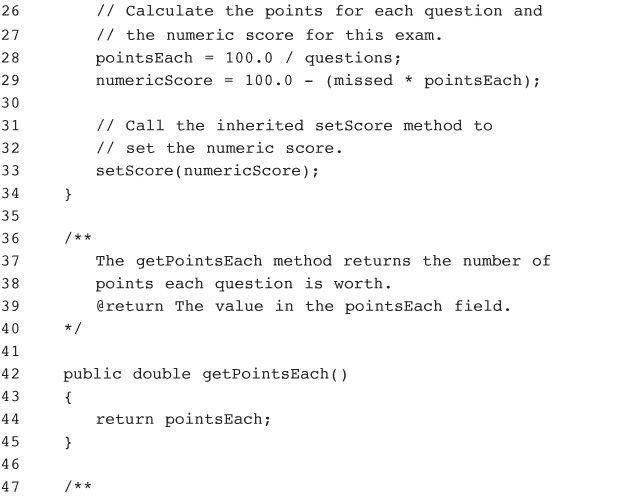 26 // Calculate the points for each question and
27 // the numeric score for this exam.
28 pointsEach = 100.0 / questions;
29 numericScore = 100.0 - (missed * pointsEach);
30
31 // Call the inherited setScore method to
32 // set the numeric score.
33 setScore(numericScore);
34 }
35
36 /**
37 The getPointsEach method returns the number of
38 points each question is worth.
39 @return The value in the pointsEach field.
40 */
41
42 public double getPointsEach()
43 {
44 return pointsEach;
45 }
46
47 /**